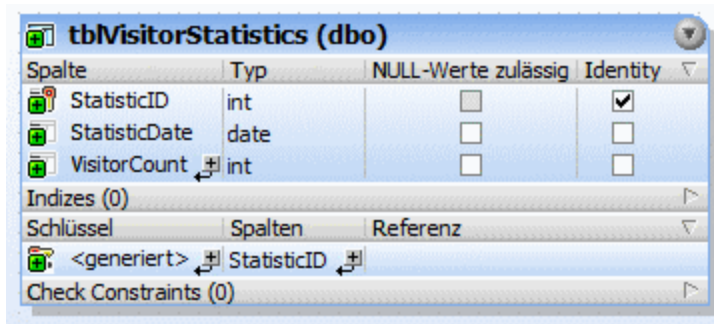 tblVisitorStatistics (dbo)
Spalte Typ NULL-Werte zulässig Identity
StatisticID int
StatisticDate date
VisitorCount int
Indizes (0)
Schlüssel Spalten Referenz
<generiert> StatisticID
Check Constraints (0)